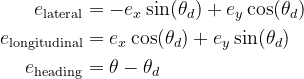 e_lateral = −e_x sin(θ_d) + e_y cos(θ_d)
e_longitudinal = e_x cos(θ_d) + e_y sin(θ_d)
e_heading = θ − θ_d